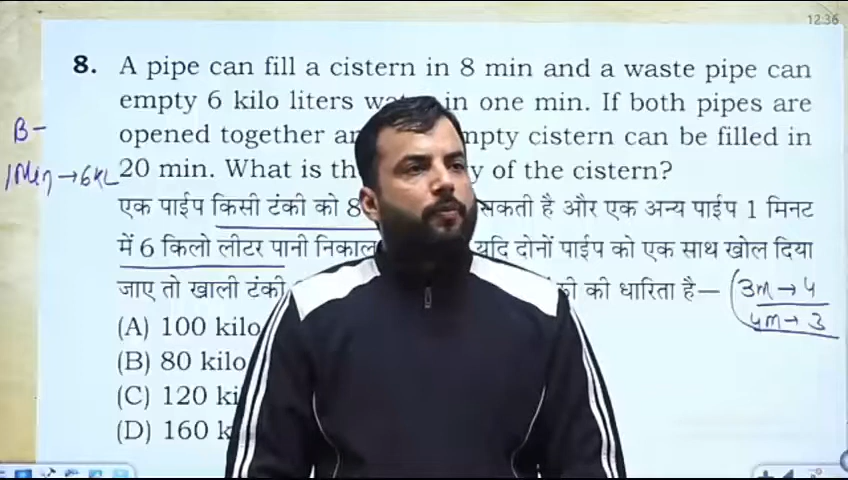 12:36
8. A pipe can fill a cistern in 8 min and a waste pipe can
empty 6 kilo liters in one min. If both pipes are
opened together cistern can be filled in
20 min. What is of the cistern?
एक पाईप किसी टंकी को 8 सकती है और एक अन्य पाईप 1 मिनट
में 6 किलो लीटर पानी निकाल यदि दोनों पाईप को एक साथ खोल दिया
जाए तो खाली टंकी की धारिता है–
(A) 100 kilo
(B) 80 kilo
(C) 120
(D) 160
B-
1Min → 6KL
3m → 4
4m → 3